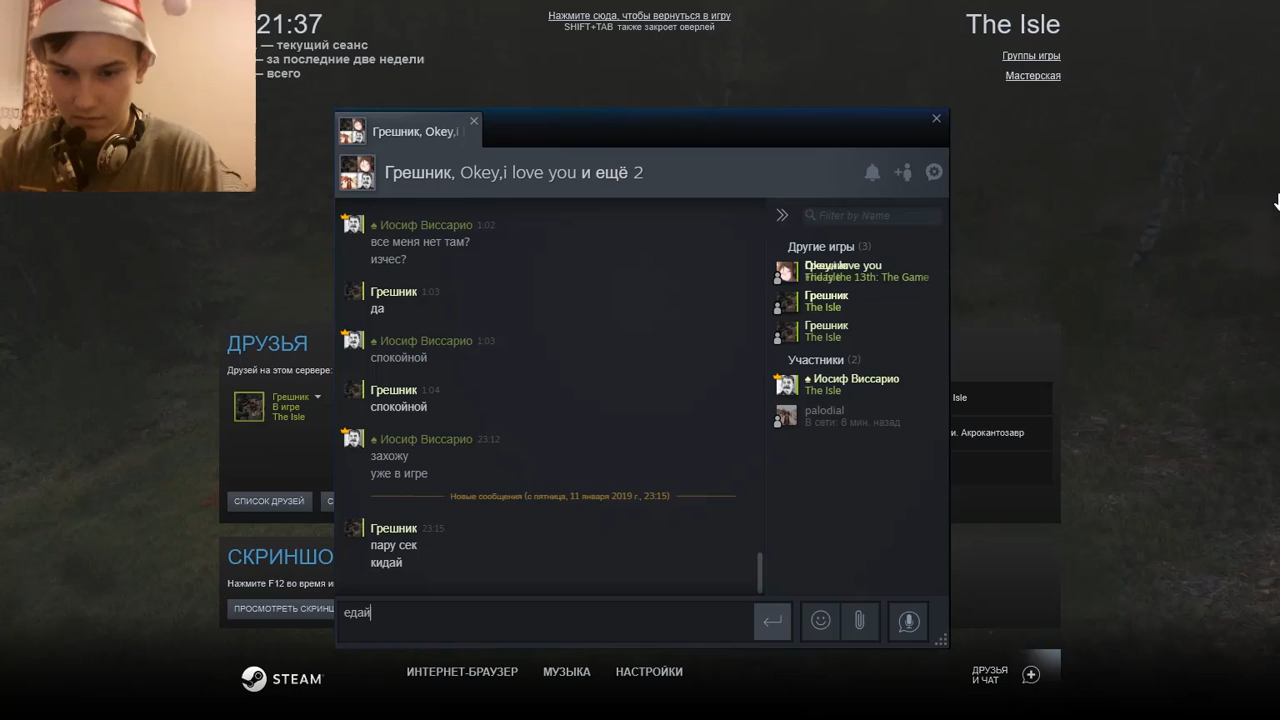 21:37
— текущий сеанс
— за последние две недели
— всего
Нажмите сюда, чтобы вернуться в игру
SHIFT+TAB также закроет оверлей
The Isle
Группы игры
Мастерская
Грешник, Okey,i
Грешник, Okey,i love you и ещё 2
♠ Иосиф Виссарио 1:02
все меня нет там?
изчес?
Грешник 1:03
да
♠ Иосиф Виссарио 1:03
спокойной
Грешник 1:04
спокойной
♠ Иосиф Виссарио 23:12
захожу
уже в игре
Новые сообщения (с пятница, 11 января 2019 г., 23:15)
Грешник 23:15
пару сек
кидай
едай
Filter by Name
Другие игры (3)
love you
the 13th: The Game
Грешник
The Isle
Грешник
The Isle
Участники (2)
♠ Иосиф Виссарио
The Isle
palodial
В сети: 6 мин. назад
ДРУЗЬЯ
Друзей на этом сервере:
Грешник
В игре
The Isle
СПИСОК ДРУЗЕЙ
С
Isle
и. Акрокантозавр
СКРИНШО
Нажмите F12 во время и
ПРОСМОТРЕТЬ СКРИНШ
STEAM
ИНТЕРНЕТ-БРАУЗЕР
МУЗЫКА
НАСТРОЙКИ
ДРУЗЬЯ
И ЧАТ